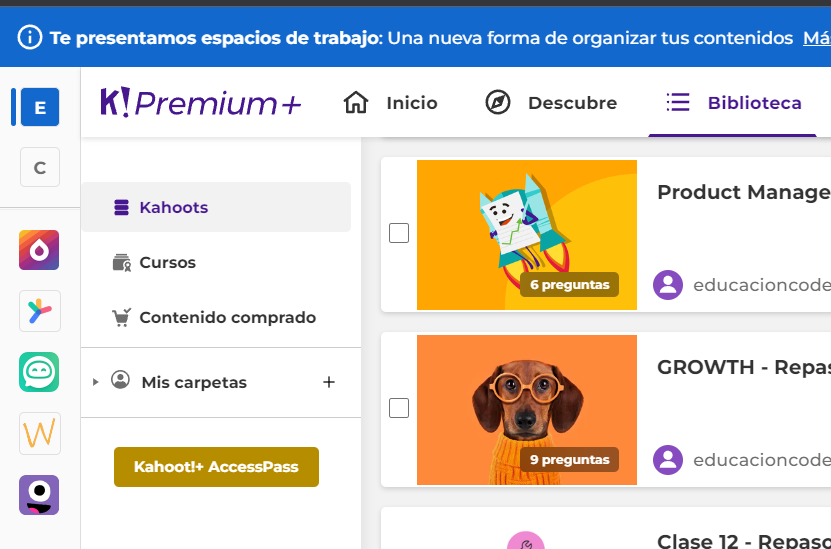 Te presentamos espacios de trabajo: Una nueva forma de organizar tus contenidos Má
E
K! Premium+
Inicio
Descubre
Biblioteca
C
Kahoots
Cursos
Contenido comprado
Mis carpetas +
Kahoot!+ AccessPass
W
Product Manage
6 preguntas
educacioncode
GROWTH - Repas
9 preguntas
educacioncode
Clase 12 - Repaso